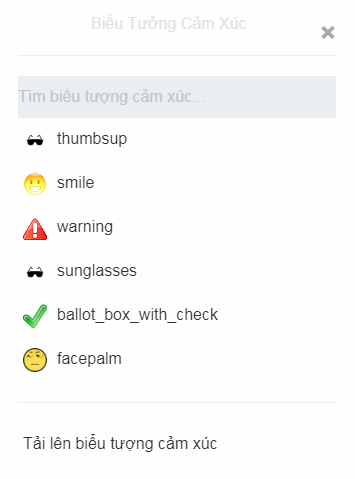 Biểu Tưởng Cảm Xúc
Tìm biểu tượng cảm xúc...
thumbsup
smile
warning
sunglasses
ballot_box_with_check
facepalm
Tải lên biểu tượng cảm xúc